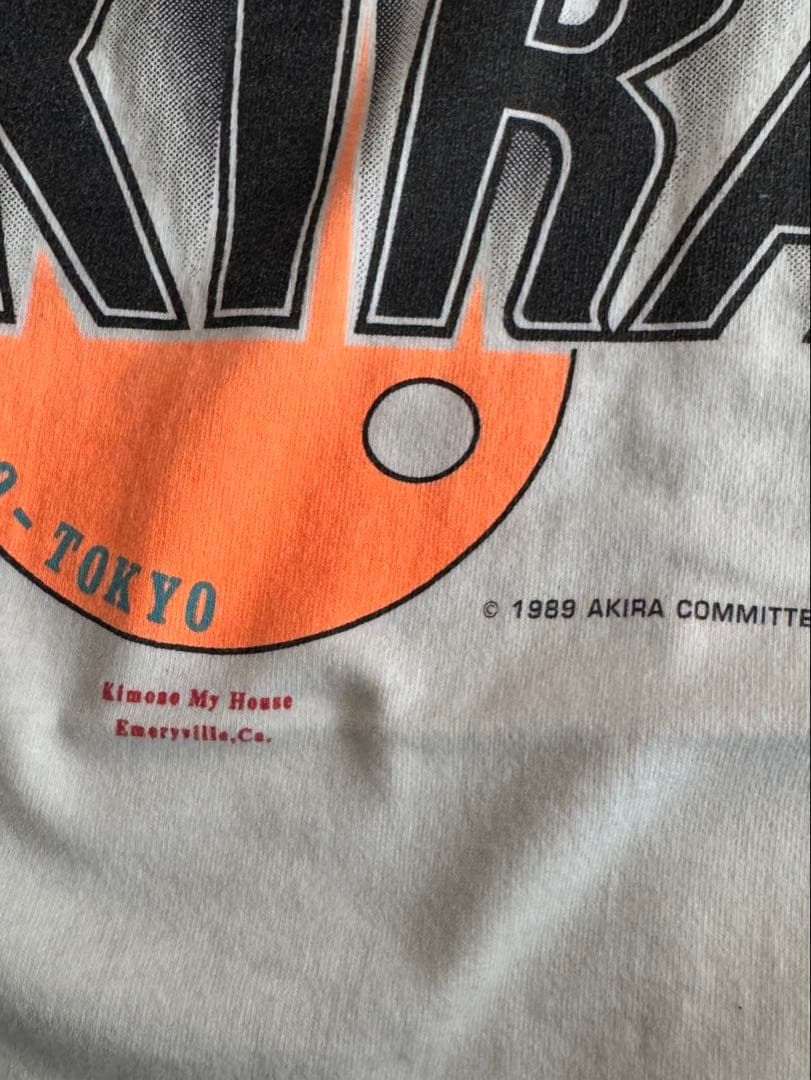 KIRA
-TOKYO
© 1989 AKIRA COMMITTE
Kimono My House
Emeryville,Ca.